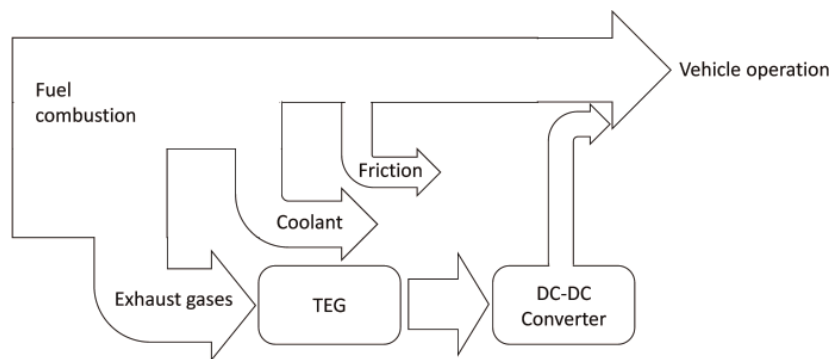 Vehicle operation
Fuel
combustion
Friction
Coolant
Exhaust gases
TEG
DC-DC
Converter